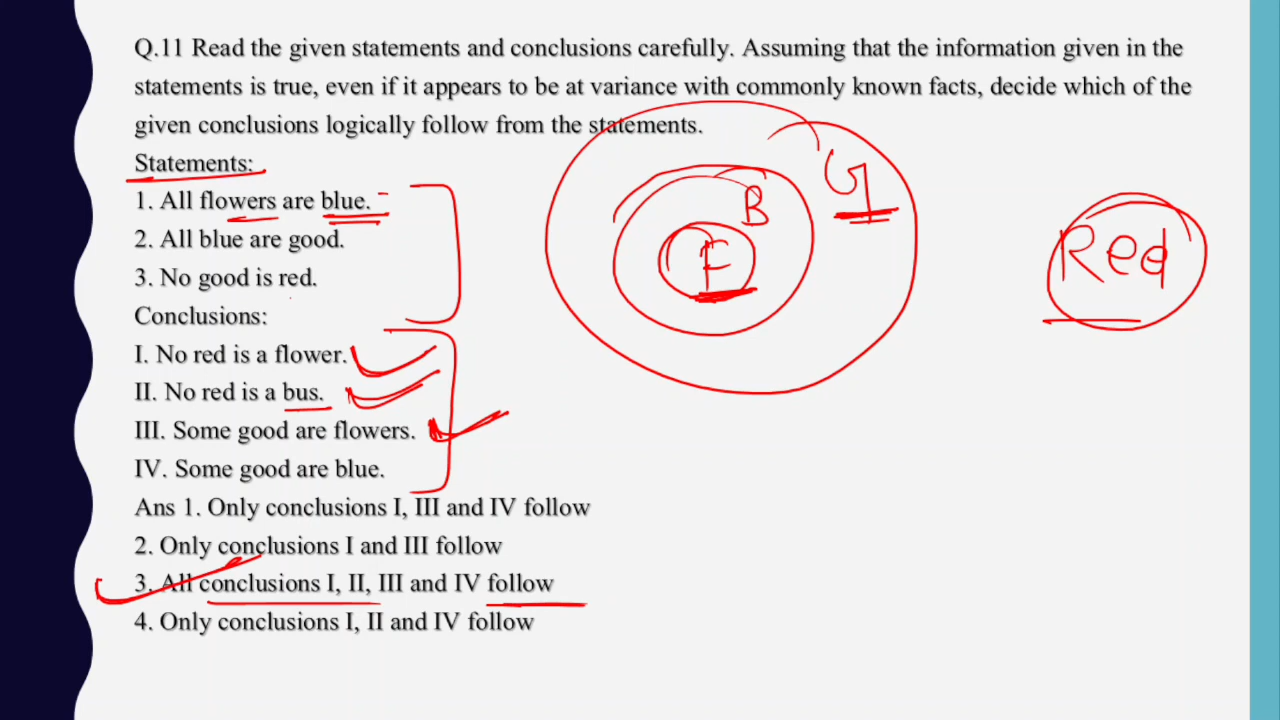 Q.11 Read the given statements and conclusions carefully. Assuming that the information given in the
statements is true, even if it appears to be at variance with commonly known facts, decide which of the
given conclusions logically follow from the statements.
Statements:
1. All flowers are blue.
2. All blue are good.
3. No good is red.
Conclusions:
I. No red is a flower.
II. No red is a bus.
III. Some good are flowers.
IV. Some good are blue.
Ans 1. Only conclusions I, III and IV follow
2. Only conclusions I and III follow
3. All conclusions I, II, III and IV follow
4. Only conclusions I, II and IV follow
G
B
F
Red